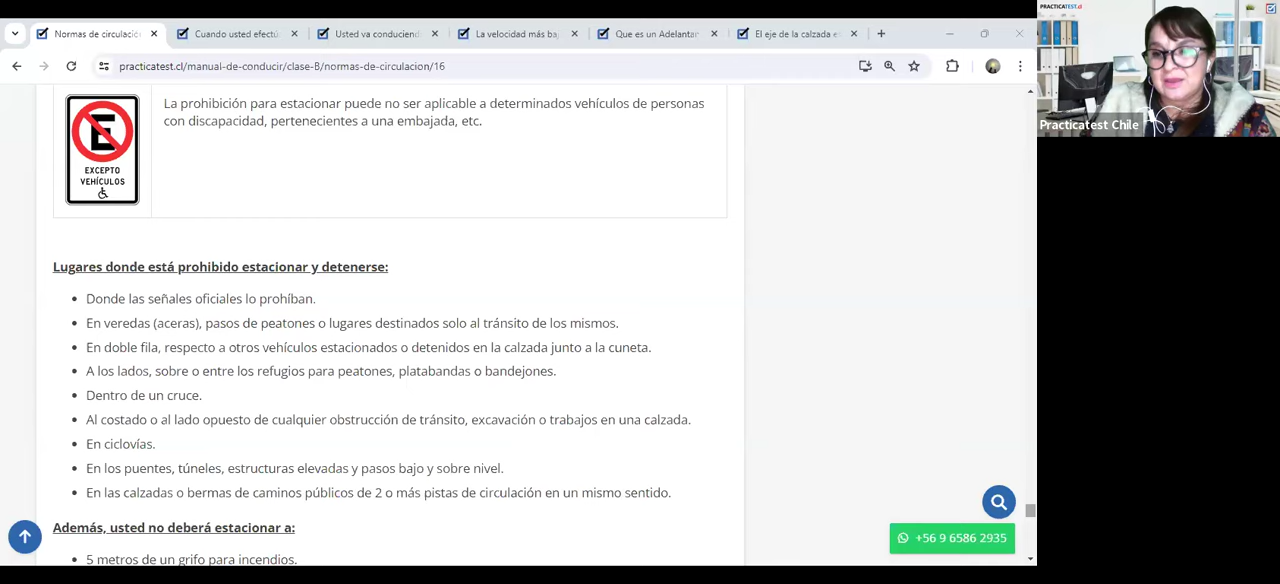 Normas de circulació
Cuando usted efectú
Usted va conduciend
La velocidad más ba
Que es un Adelantar
El eje de la calzada e
practicatest.cl/manual-de-conducir/clase-B/normas-de-circulacion/16
PRACTICATEST.cl
Practicatest Chile
E
EXCEPTO
VEHÍCULOS
La prohibición para estacionar puede no ser aplicable a determinados vehículos de personas
con discapacidad, pertenecientes a una embajada, etc.
Lugares donde está prohibido estacionar y detenerse:
• Donde las señales oficiales lo prohíban.
• En veredas (aceras), pasos de peatones o lugares destinados solo al tránsito de los mismos.
• En doble fila, respecto a otros vehículos estacionados o detenidos en la calzada junto a la cuneta.
• A los lados, sobre o entre los refugios para peatones, platabandas o bandejones.
• Dentro de un cruce.
• Al costado o al lado opuesto de cualquier obstrucción de tránsito, excavación o trabajos en una calzada.
• En ciclovías.
• En los puentes, túneles, estructuras elevadas y pasos bajo y sobre nivel.
• En las calzadas o bermas de caminos públicos de 2 o más pistas de circulación en un mismo sentido.
Además, usted no deberá estacionar a:
• 5 metros de un grifo para incendios.
+56 9 6586 2935